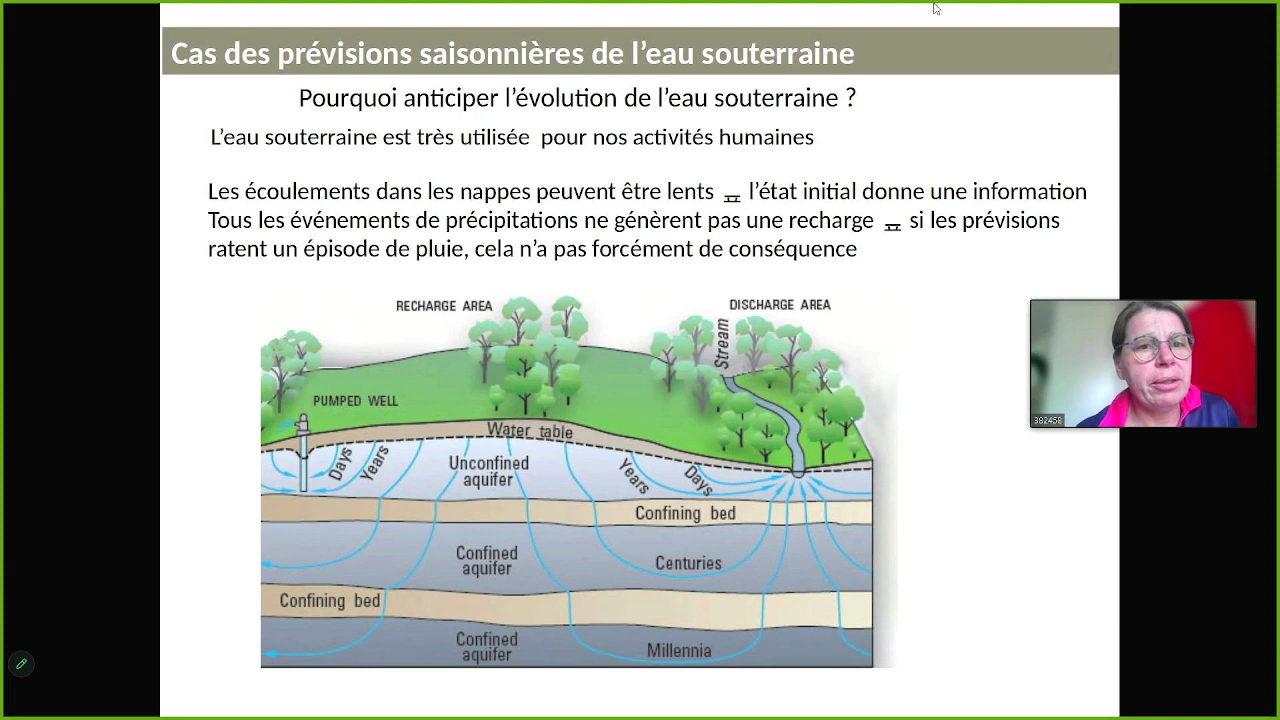 Cas des prévisions saisonnières de l’eau souterraine
Pourquoi anticiper l’évolution de l’eau souterraine ?
L’eau souterraine est très utilisée pour nos activités humaines
Les écoulements dans les nappes peuvent être lents l’état initial donne une information
Tous les événements de précipitations ne génèrent pas une recharge si les prévisions
ratent un épisode de pluie, cela n’a pas forcément de conséquence
RECHARGE AREA
DISCHARGE AREA
Stream
PUMPED WELL
Water table
Days
Years
Unconfined
aquifer
Years
Days
Confining bed
Confined
aquifer
Centuries
Confining bed
Confined
aquifer
Millennia
382458